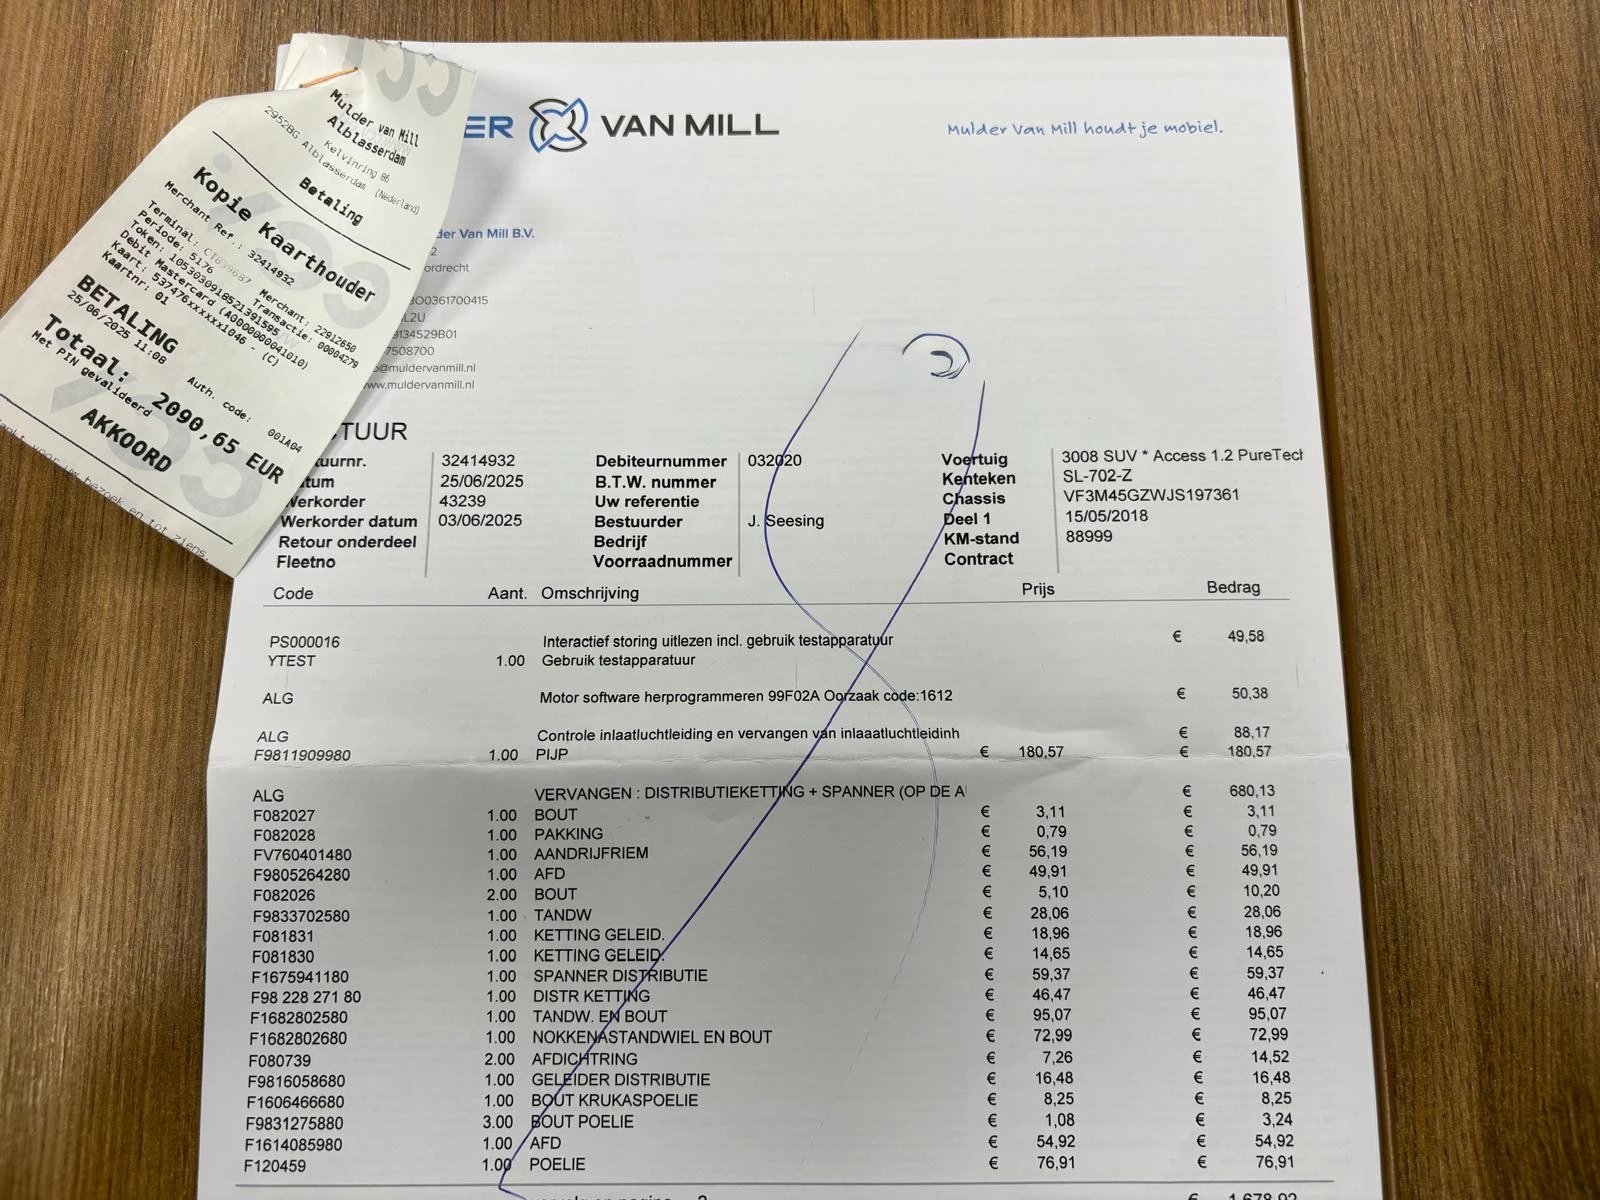 Mulder van Mill
Alblasserdam
Kelvinring 86
2952BG Alblasserdam (Nederland)
Betaling
Kopie Kaarthouder
Merchant Ref.: 32414932
Terminal: Merchant: 22912650
Periode: 5176 Transactie: 00004279
Token: 1053030918521391595
Debit Mastercard (A0000000041010)
Kaart: 537476xxxxxx1046 - (C)
Kaartnr: 01
BETALING
25/06/2025 11:08 Auth. code: 001A04
Totaal: 2090,65 EUR
Met PIN gevalideerd
AKKOORD
voor uw bezoek en tot ziens.
ER VAN MILL
Mulder Van Mill houdt je mobiel.
der Van Mill B.V.
2
ordrecht
BO0361700415
L2U
9134529B01
7508700
o@muldervanmill.nl
www.muldervanmill.nl
TUUR
tuurnr. 32414932 Debiteurnummer 032020 Voertuig 3008 SUV * Access 1.2 PureTech
tum 25/06/2025 B.T.W. nummer Kenteken SL-702-Z
Werkorder 43239 Uw referentie Chassis VF3M45GZWJS197361
Werkorder datum 03/06/2025 Bestuurder J. Seesing Deel 1 15/05/2018
Retour onderdeel Bedrijf KM-stand 88999
Fleetno Voorraadnummer Contract
Code Aant. Omschrijving Prijs Bedrag
PS000016 Interactief storing uitlezen incl. gebruik testapparatuur € 49,58
YTEST 1.00 Gebruik testapparatuur
ALG Motor software herprogrammeren 99F02A Oorzaak code:1612 € 50,38
ALG Controle inlaatluchtleiding en vervangen van inlaaatluchtleidinh € 88,17
F9811909980 1.00 PIJP € 180,57 € 180,57
ALG VERVANGEN : DISTRIBUTIEKETTING + SPANNER (OP DE A € 680,13
F082027 1.00 BOUT € 3,11 € 3,11
F082028 1.00 PAKKING € 0,79 € 0,79
FV760401480 1.00 AANDRIJFRIEM € 56,19 € 56,19
F9805264280 1.00 AFD € 49,91 € 49,91
F082026 2.00 BOUT € 5,10 € 10,20
F9833702580 1.00 TANDW € 28,06 € 28,06
F081831 1.00 KETTING GELEID. € 18,96 € 18,96
F081830 1.00 KETTING GELEID. € 14,65 € 14,65
F1675941180 1.00 SPANNER DISTRIBUTIE € 59,37 € 59,37
F98 228 271 80 1.00 DISTR KETTING € 46,47 € 46,47
F1682802580 1.00 TANDW. EN BOUT € 95,07 € 95,07
F1682802680 1.00 NOKKENASTANDWIEL EN BOUT € 72,99 € 72,99
F080739 2.00 AFDICHTRING € 7,26 € 14,52
F9816058680 1.00 GELEIDER DISTRIBUTIE € 16,48 € 16,48
F1606466680 1.00 BOUT KRUKASPOELIE € 8,25 € 8,25
F9831275880 3.00 BOUT POELIE € 1,08 € 3,24
F1614085980 1.00 AFD € 54,92 € 54,92
F120459 1.00 POELIE € 76,91 € 76,91
€ 1.678,92